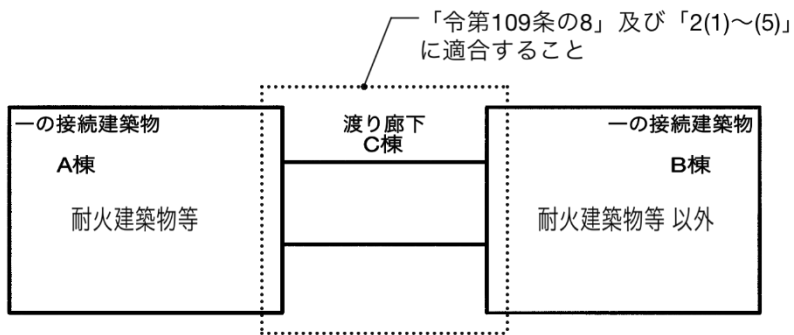 「令第109条の8」及び「2(1)〜(5)」
に適合すること
一の接続建築物
渡り廊下
一の接続建築物
A棟
C棟
B棟
耐火建築物等
耐火建築物等 以外